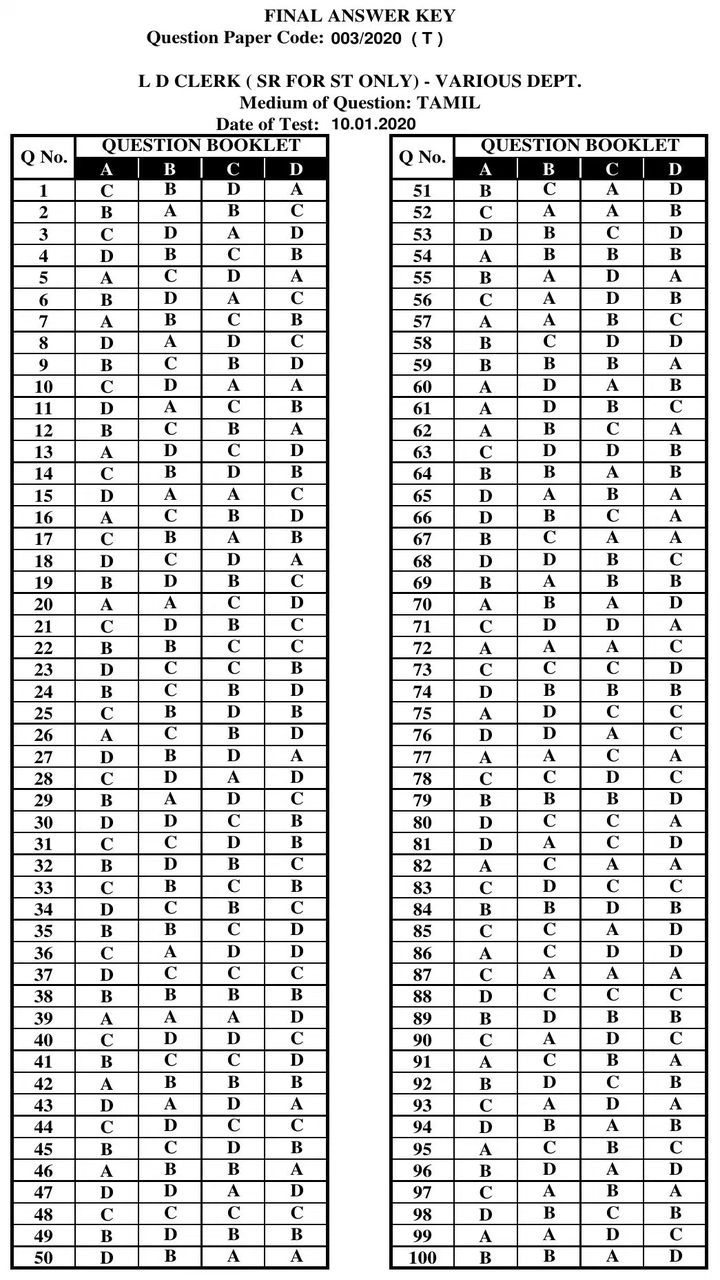 FINAL ANSWER KEY
Question Paper Code: 003/2020 ( T )
L D CLERK ( SR FOR ST ONLY) - VARIOUS DEPT.
Medium of Question: TAMIL
Date of Test: 10.01.2020
Q No. QUESTION BOOKLET
A B C D
1 C B D A
2 B A B C
3 C D A D
4 D B C B
5 A C D A
6 B D A C
7 A B C B
8 D A D C
9 B C B D
10 C D A A
11 D A C B
12 B C B A
13 A D C D
14 C B D B
15 D A A C
16 A C B D
17 C B A B
18 D C D A
19 B D B C
20 A A C D
21 C D B C
22 B B C C
23 D C C B
24 B C B D
25 C B D B
26 A C B D
27 D B D A
28 C D A D
29 B A D C
30 D D C B
31 C C D B
32 B D B C
33 C B C B
34 D C B C
35 B B C D
36 C A D D
37 D C C C
38 B B B B
39 A A A D
40 C D D C
41 B C C D
42 A B B B
43 D A D A
44 C D C C
45 B C D B
46 A B B A
47 D D A D
48 C C C C
49 B D B B
50 D B A A
Q No. QUESTION BOOKLET
A B C D
51 B C A D
52 C A A B
53 D B C D
54 A B B B
55 B A D A
56 C A D B
57 A A B C
58 B C D D
59 B B B A
60 A D A B
61 A D B C
62 A B C A
63 C D D B
64 B B A B
65 D A B A
66 D B C A
67 B C A A
68 D D B C
69 B A B B
70 A B A D
71 C D D A
72 A A A C
73 C C C D
74 D B B B
75 A D C C
76 D D A C
77 A A C A
78 C C D C
79 B B B D
80 D C C A
81 D A C D
82 A C A A
83 C D C C
84 B B D B
85 C C A D
86 A C D D
87 C A A A
88 D C C C
89 B D B B
90 C A D C
91 A C B A
92 B D C B
93 C A D A
94 D B A B
95 A C B C
96 B D A D
97 C A B A
98 D B C B
99 A A D C
100 B B A D